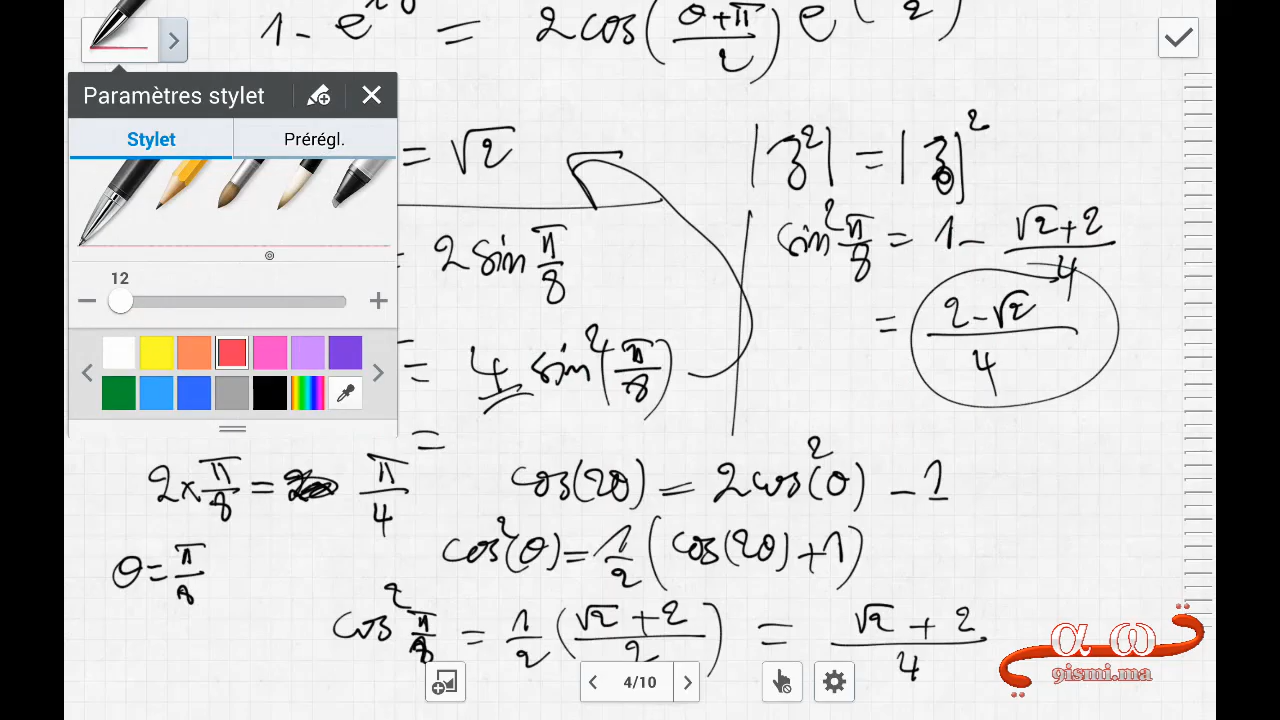 1 - e^{iθ} = 2cos((θ+π)/2) e^(
Paramètres stylet
Stylet Prérégl.
12
= √2
|z²| = |z|²
2 sin π/8
sin² π/8 = 1 - (√2+2)/4
= (2-√2)/4
= 4 sin²(π/8)
=
2×π/8 = π/4
cos(2θ) = 2cos²(θ) - 1
cos²(θ) = 1/2 (cos(2θ)+1)
θ = π/8
cos² π/8 = 1/2 ((√2+2)/2) = (√2+2)/4
4/10
α ω
gismi.ma